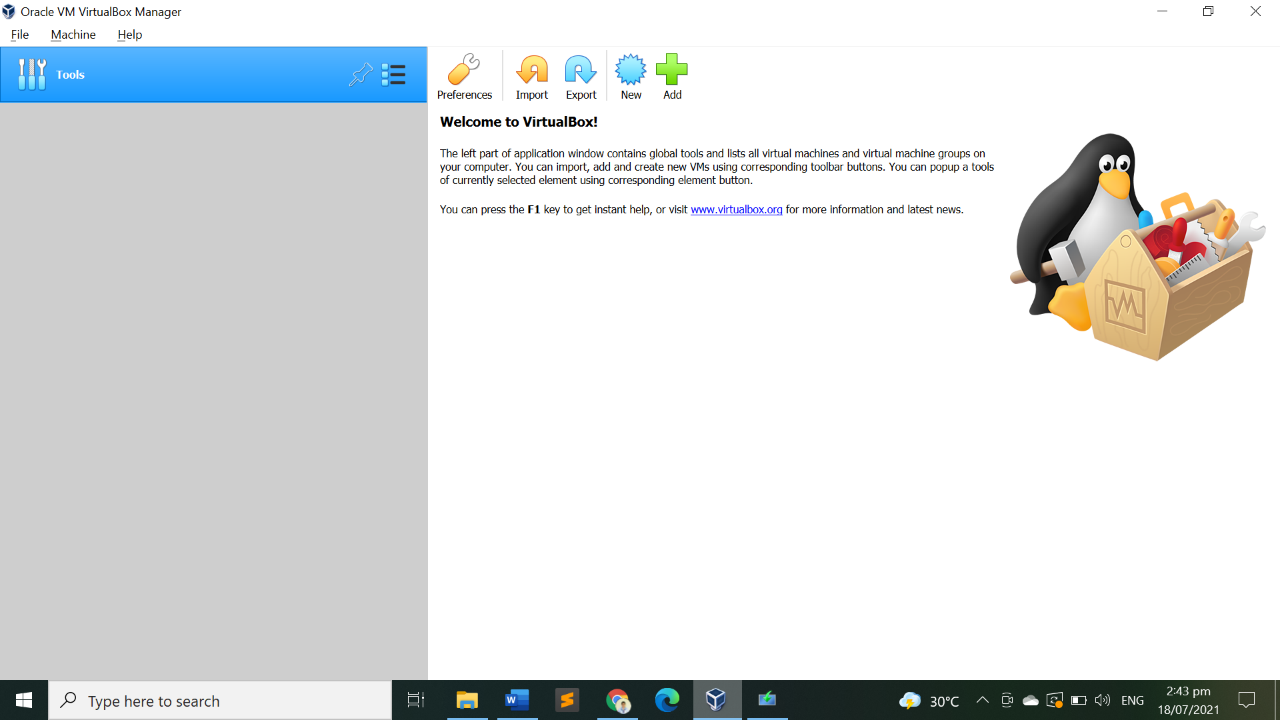 Oracle VM VirtualBox Manager
File Machine Help
Tools
Preferences Import Export New Add
Welcome to VirtualBox!
The left part of application window contains global tools and lists all virtual machines and virtual machine groups on
your computer. You can import, add and create new VMs using corresponding toolbar buttons. You can popup a tools
of currently selected element using corresponding element button.
You can press the F1 key to get instant help, or visit www.virtualbox.org for more information and latest news.
Type here to search
30°C
ENG
2:43 pm
18/07/2021